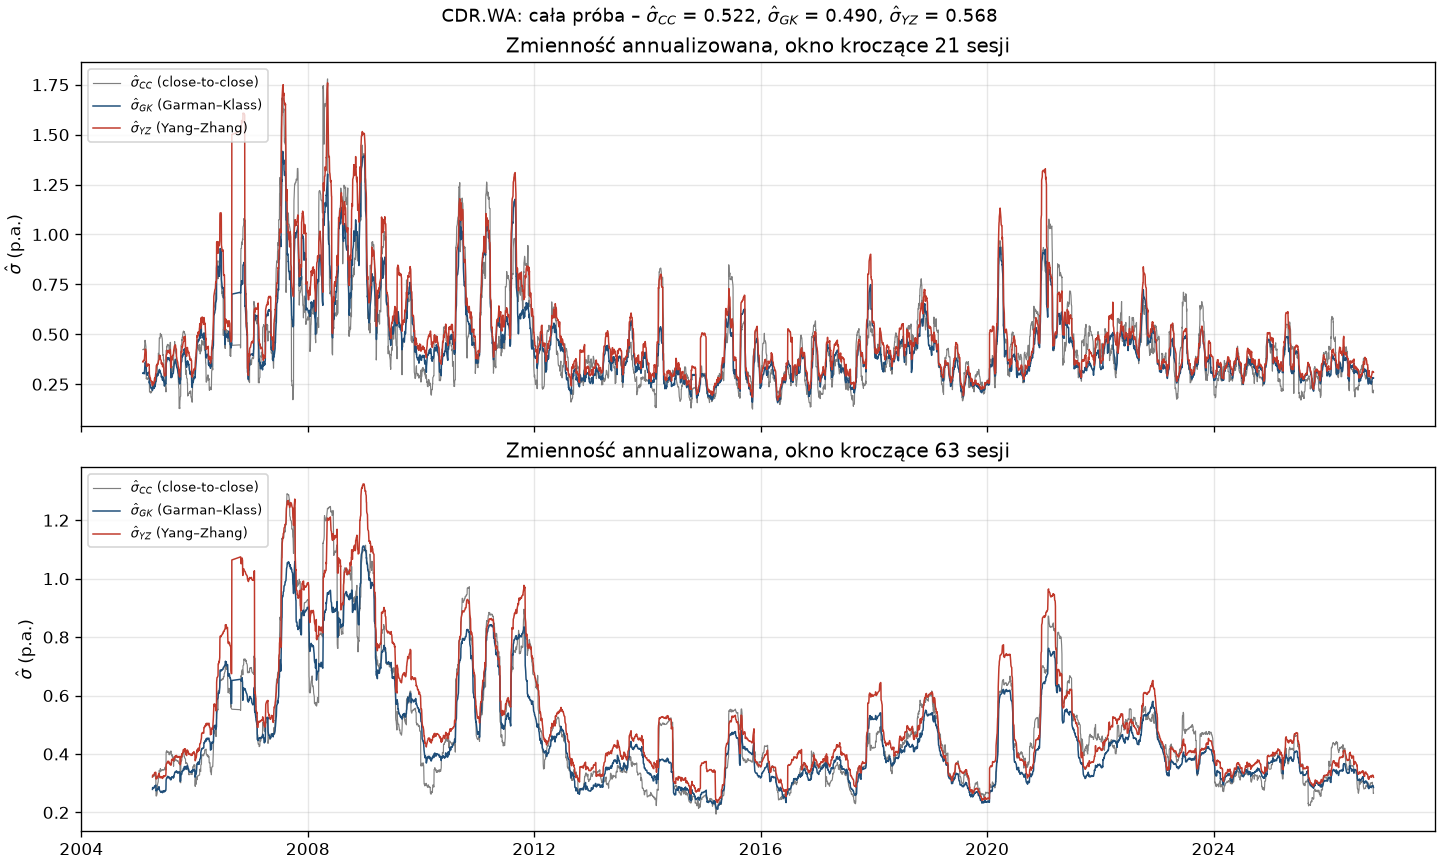 CDR.WA: cała próba – σ̂CC = 0.522, σ̂GK = 0.490, σ̂YZ = 0.568
Zmienność annualizowana, okno kroczące 21 sesji
σ̂CC (close-to-close)
σ̂GK (Garman–Klass)
σ̂YZ (Yang–Zhang)
σ̂ (p.a.)
1.75
1.50
1.25
1.00
0.75
0.50
0.25
Zmienność annualizowana, okno kroczące 63 sesji
σ̂CC (close-to-close)
σ̂GK (Garman–Klass)
σ̂YZ (Yang–Zhang)
σ̂ (p.a.)
1.2
1.0
0.8
0.6
0.4
0.2
2004 2008 2012 2016 2020 2024